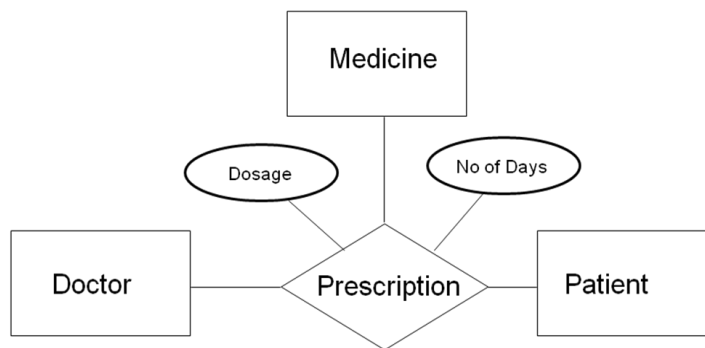 Medicine
Dosage
No of Days
Doctor
Prescription
Patient